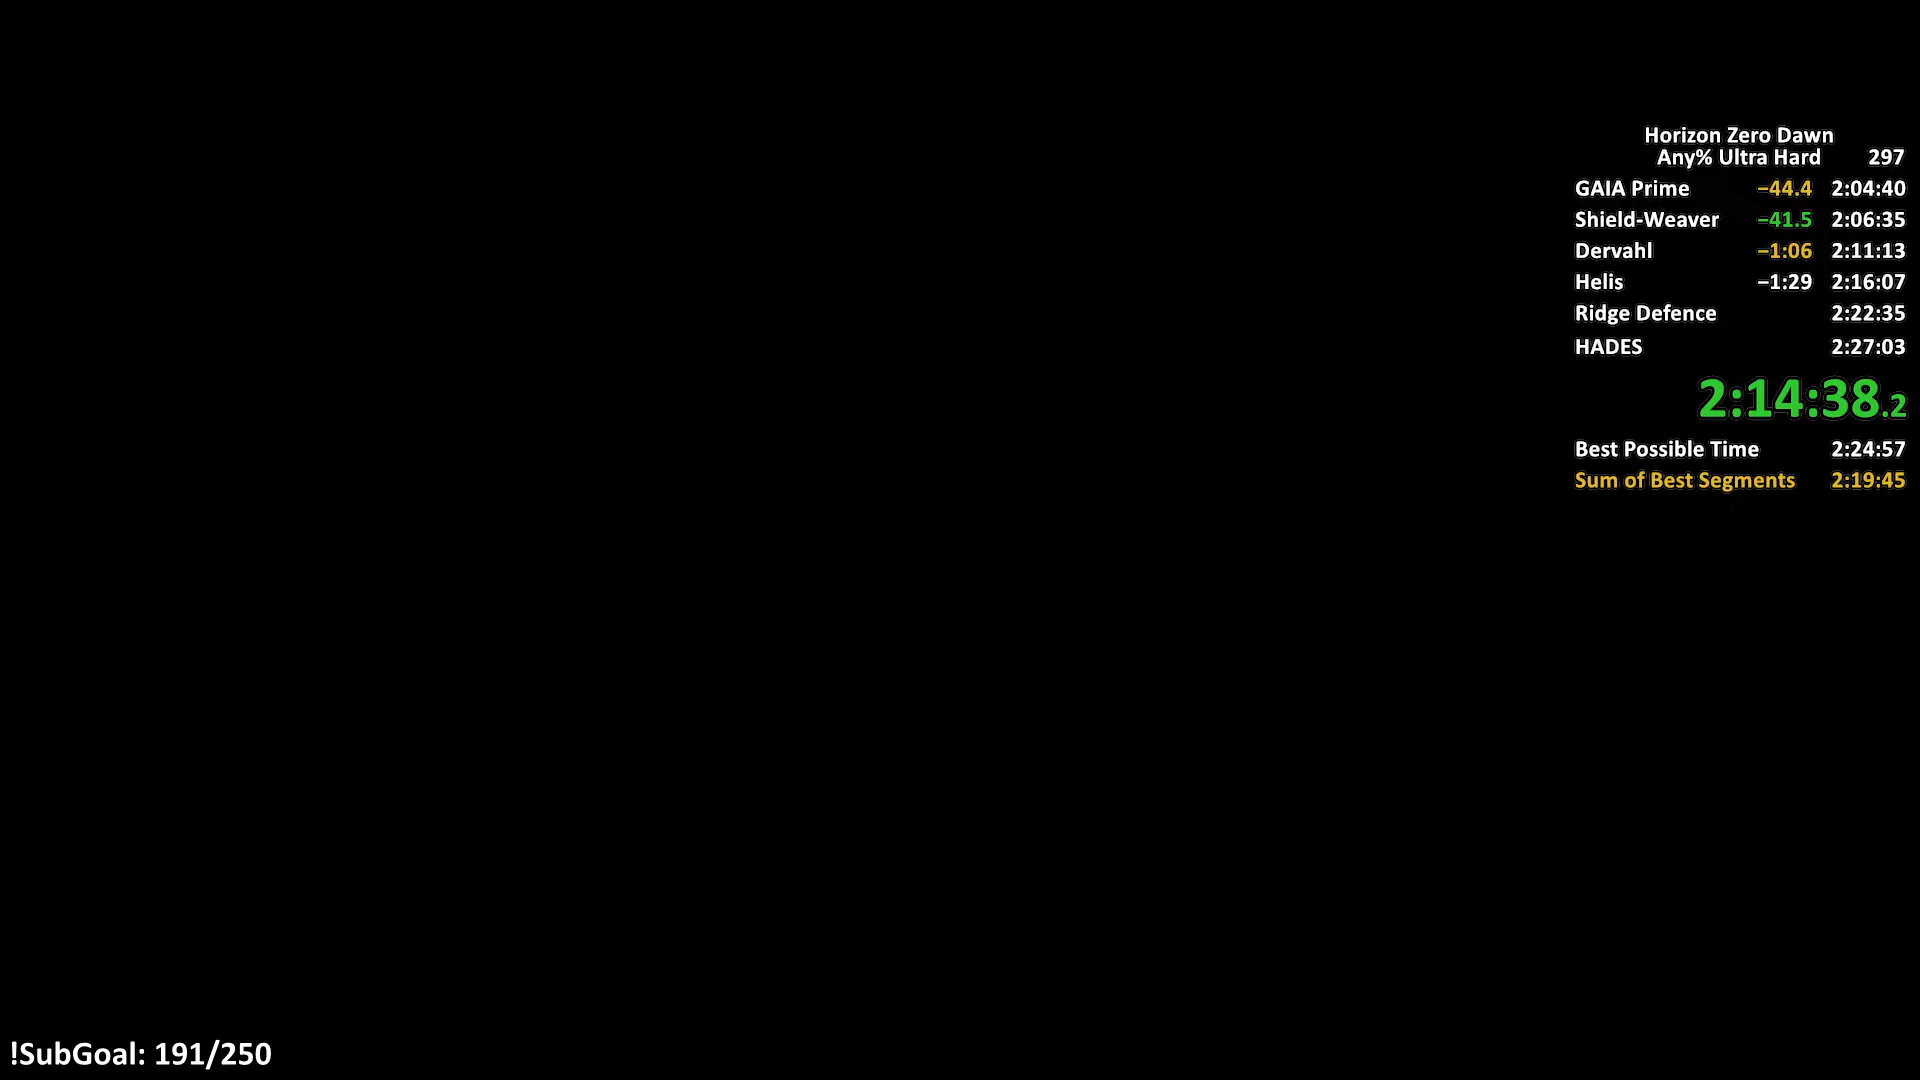 Horizon Zero Dawn
Any% Ultra Hard 297
GAIA Prime −44.4 2:04:40
Shield-Weaver −41.5 2:06:35
Dervahl −1:06 2:11:13
Helis −1:29 2:16:07
Ridge Defence 2:22:35
HADES 2:27:03
2:14:38.2
Best Possible Time 2:24:57
Sum of Best Segments 2:19:45
!SubGoal: 191/250